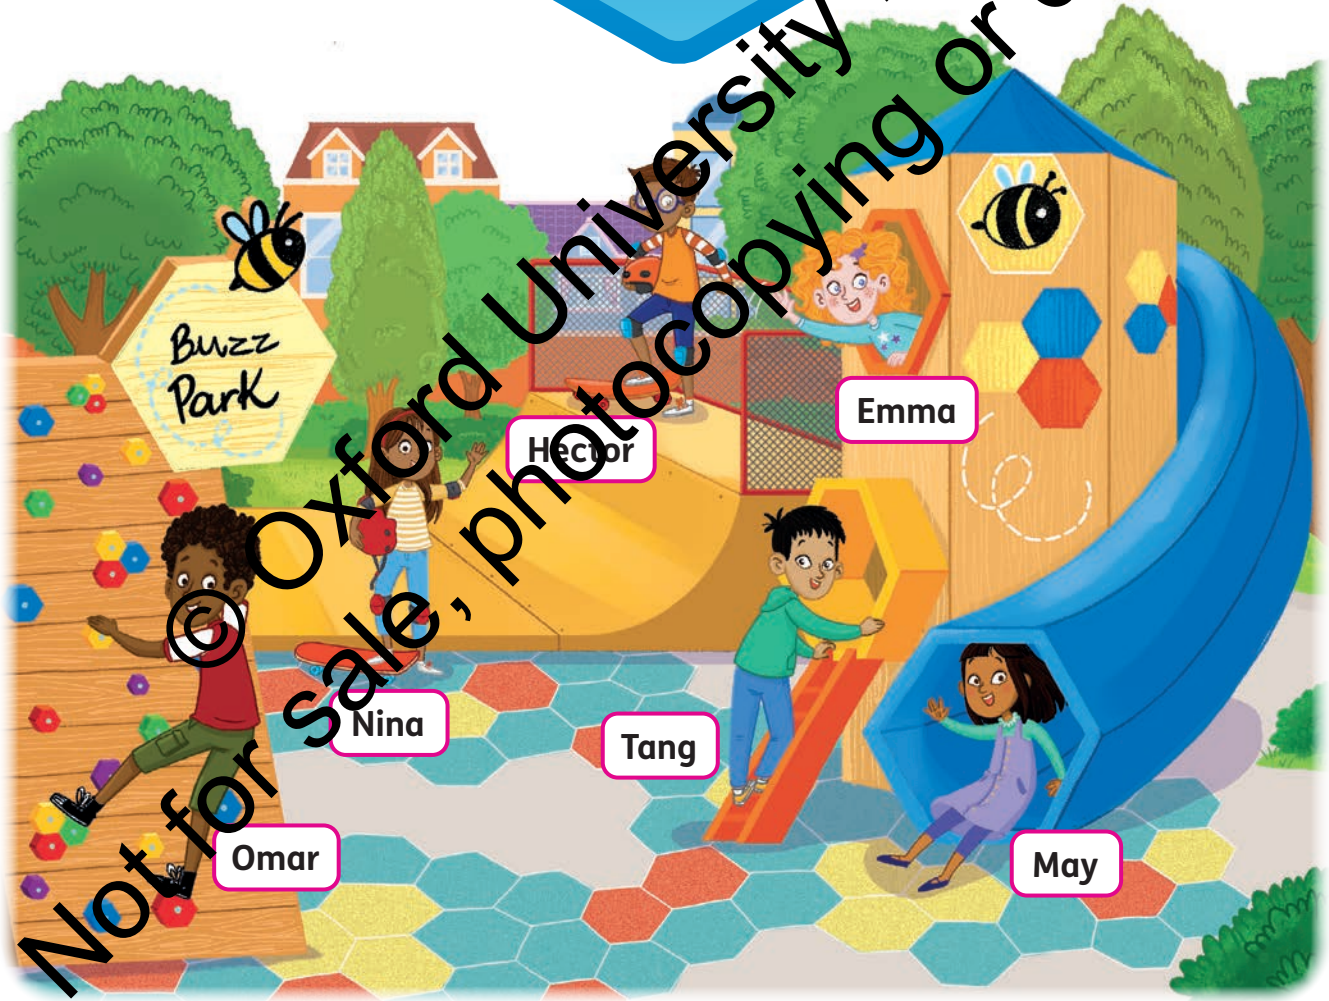 Buzz
Park
Hector
Emma
Nina
Tang
Omar
May
© Oxford University
Not for sale, photocopying or